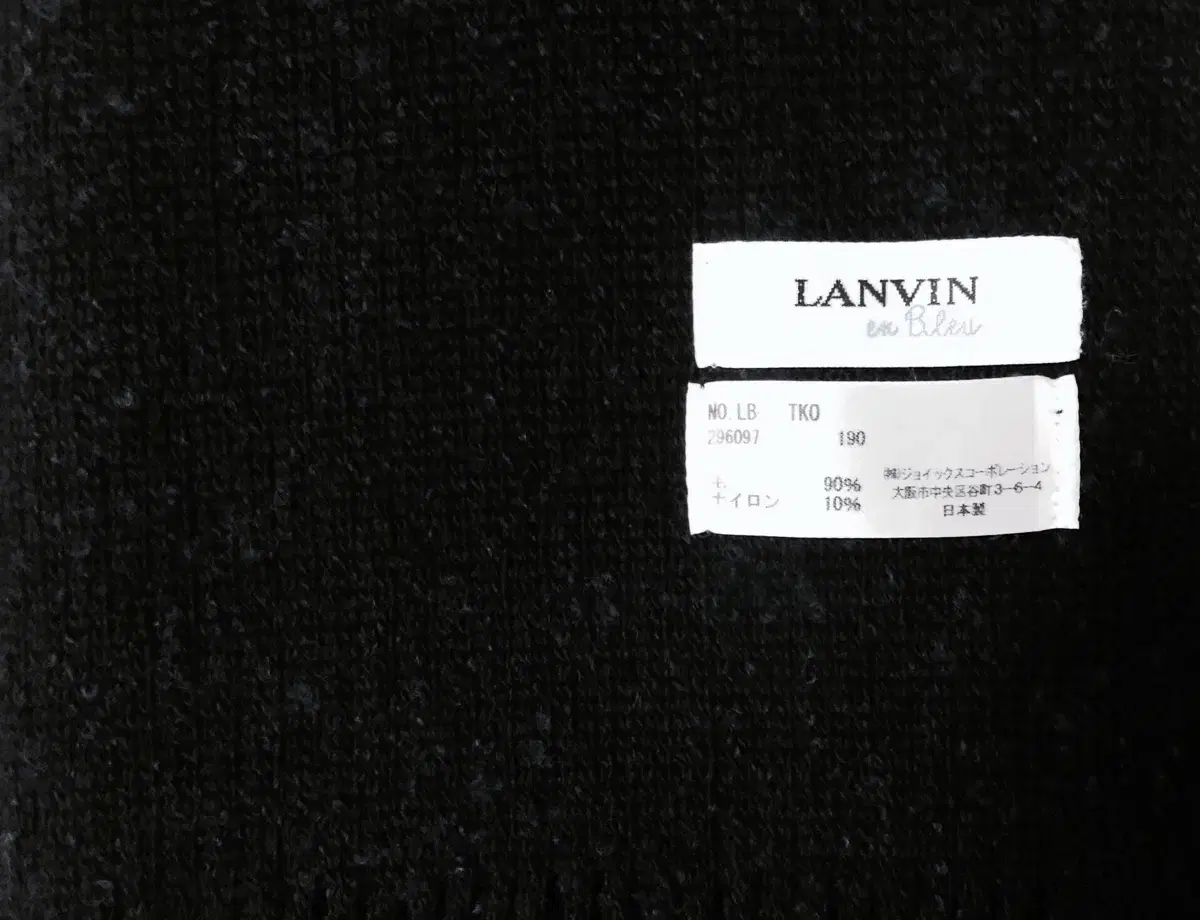 LANVIN
en Bleu
NO.LB TKO
296097 190
90%
ナイロン 10%
㈱ジョイックスコーポレーション
大阪市中央区谷町3-6-4
日本製